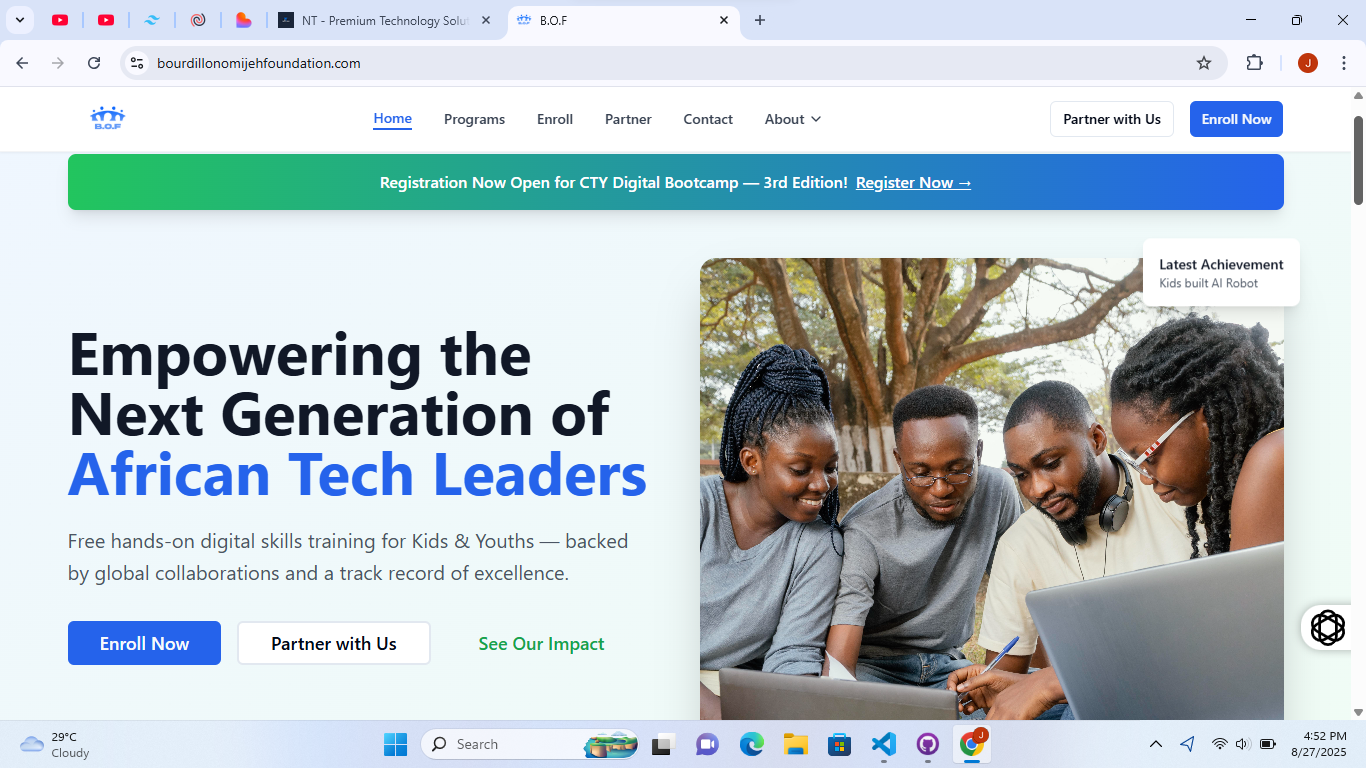 NT - Premium Technology Solut
B.O.F
bourdillonomijehfoundation.com
J
B.O.F
Home
Programs
Enroll
Partner
Contact
About
Partner with Us
Enroll Now
Registration Now Open for CTY Digital Bootcamp — 3rd Edition! Register Now →
Latest Achievement
Kids built AI Robot
Empowering the
Next Generation of
African Tech Leaders
Free hands-on digital skills training for Kids & Youths — backed
by global collaborations and a track record of excellence.
Enroll Now
Partner with Us
See Our Impact
29°C
Cloudy
Search
J
4:52 PM
8/27/2025